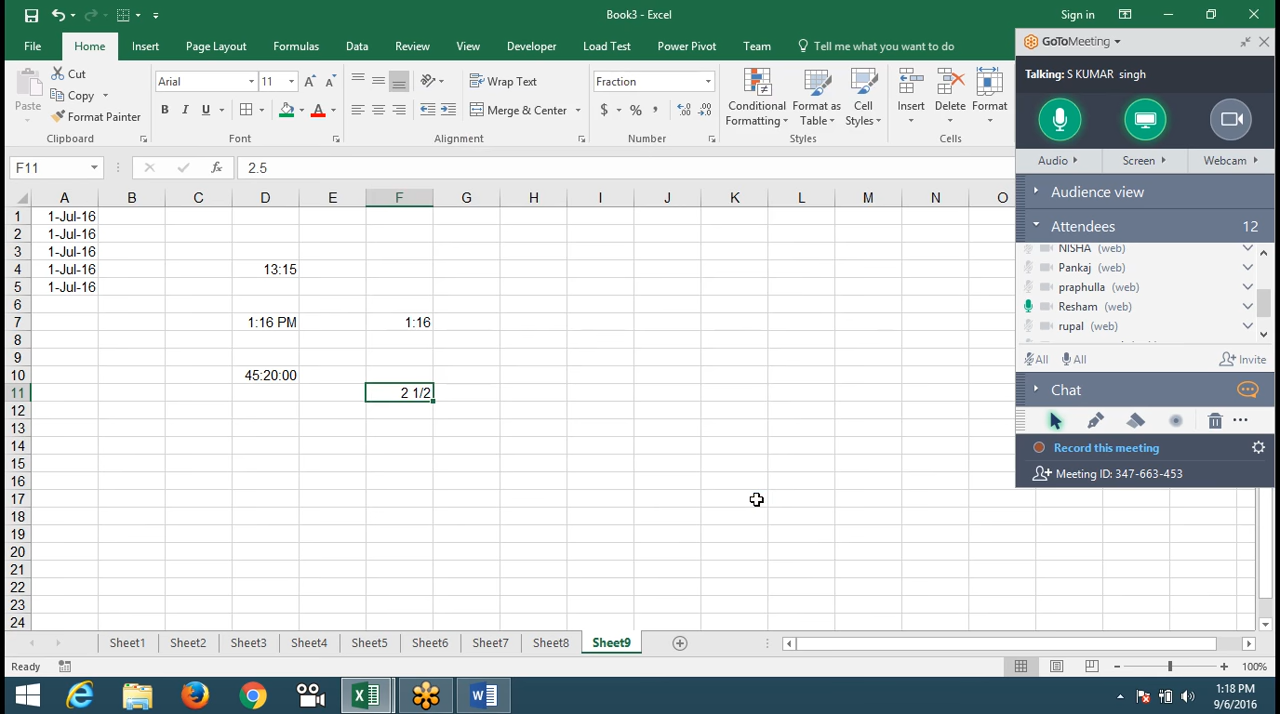 Book3 - Excel
Sign in
File Home Insert Page Layout Formulas Data Review View Developer Load Test Power Pivot Team Tell me what you want to do
GoToMeeting
Talking: S KUMAR singh
Paste
Cut
Copy
Format Painter
Clipboard
Arial 11
B I U
Font
Wrap Text
Merge & Center
Alignment
Fraction
$ % ,
Number
Conditional Formatting
Format as Table
Cell Styles
Styles
Insert
Delete
Format
Cells
Audio Screen Webcam
F11 fx 2.5
Audience view
Attendees 12
NISHA (web)
Pankaj (web)
praphulla (web)
Resham (web)
rupal (web)
All All Invite
Chat
Record this meeting
Meeting ID: 347-663-453
A B C D E F G H I J K L M N O
1 1-Jul-16
2 1-Jul-16
3 1-Jul-16
4 1-Jul-16 13:15
5 1-Jul-16
6
7 1:16 PM 1:16
8
9
10 45:20:00
11 2 1/2
12
13
14
15
16
17
18
19
20
21
22
23
24
Sheet1 Sheet2 Sheet3 Sheet4 Sheet5 Sheet6 Sheet7 Sheet8 Sheet9
Ready 100%
1:18 PM
9/6/2016